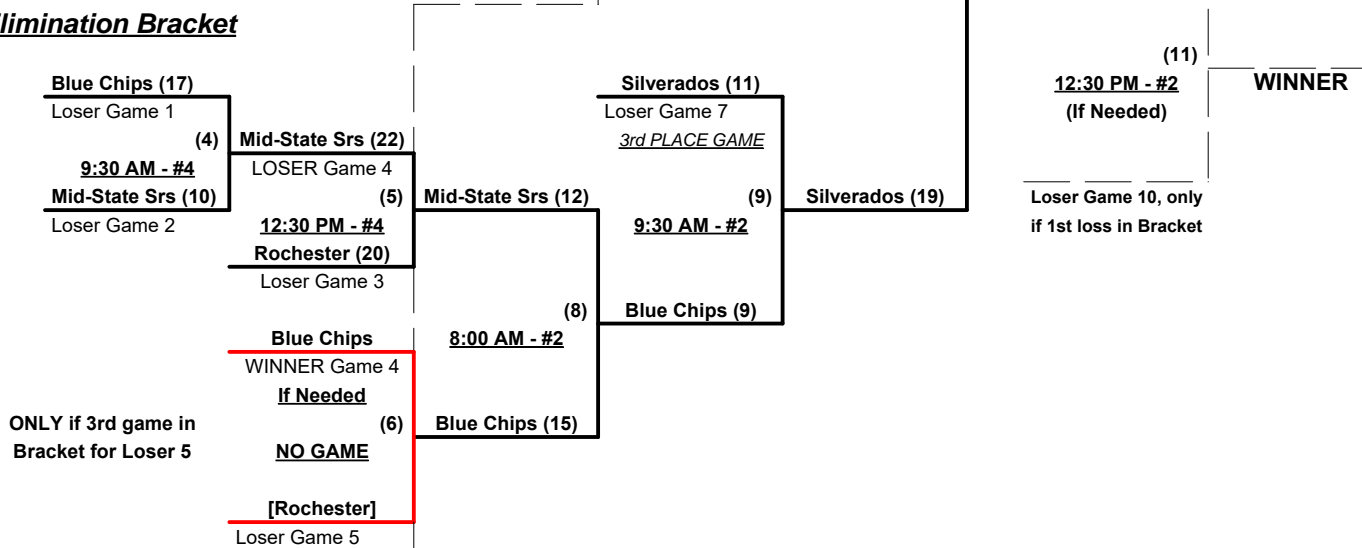 Elimination Bracket
Blue Chips (17)
Loser Game 1
(4)
9:30 AM - #4
Mid-State Srs (10)
Loser Game 2
Mid-State Srs (22)
LOSER Game 4
(5)
12:30 PM - #4
Rochester (20)
Loser Game 3
Blue Chips
WINNER Game 4
If Needed
(6)
NO GAME
[Rochester]
Loser Game 5
ONLY if 3rd game in
Bracket for Loser 5
Mid-State Srs (12)
(8)
8:00 AM - #2
Blue Chips (15)
Silverados (11)
Loser Game 7
3rd PLACE GAME
(9)
9:30 AM - #2
Blue Chips (9)
Silverados (19)
(11)
12:30 PM - #2
(If Needed)
Loser Game 10, only
if 1st loss in Bracket
WINNER